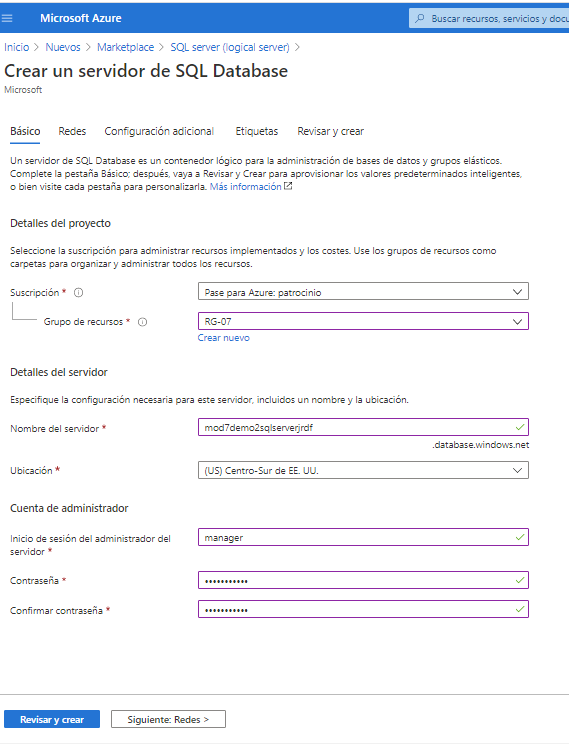 Microsoft Azure
Buscar recursos, servicios y docu
Inicio > Nuevos > Marketplace > SQL server (logical server) >
Crear un servidor de SQL Database
Microsoft
Básico Redes Configuración adicional Etiquetas Revisar y crear
Un servidor de SQL Database es un contenedor lógico para la administración de bases de datos y grupos elásticos.
Complete la pestaña Básico; después, vaya a Revisar y Crear para aprovisionar los valores predeterminados inteligentes,
o bien visite cada pestaña para personalizarla. Más información
Detalles del proyecto
Seleccione la suscripción para administrar recursos implementados y los costes. Use los grupos de recursos como
carpetas para organizar y administrar todos los recursos.
Suscripción * Pase para Azure: patrocinio
Grupo de recursos * RG-07
Crear nuevo
Detalles del servidor
Especifique la configuración necesaria para este servidor, incluidos un nombre y la ubicación.
Nombre del servidor * mod7demo2sqlserverjrdf
.database.windows.net
Ubicación * (US) Centro-Sur de EE. UU.
Cuenta de administrador
Inicio de sesión del administrador del
servidor *
manager
Contraseña * •••••••••••
Confirmar contraseña * •••••••••••
Revisar y crear
Siguiente: Redes >